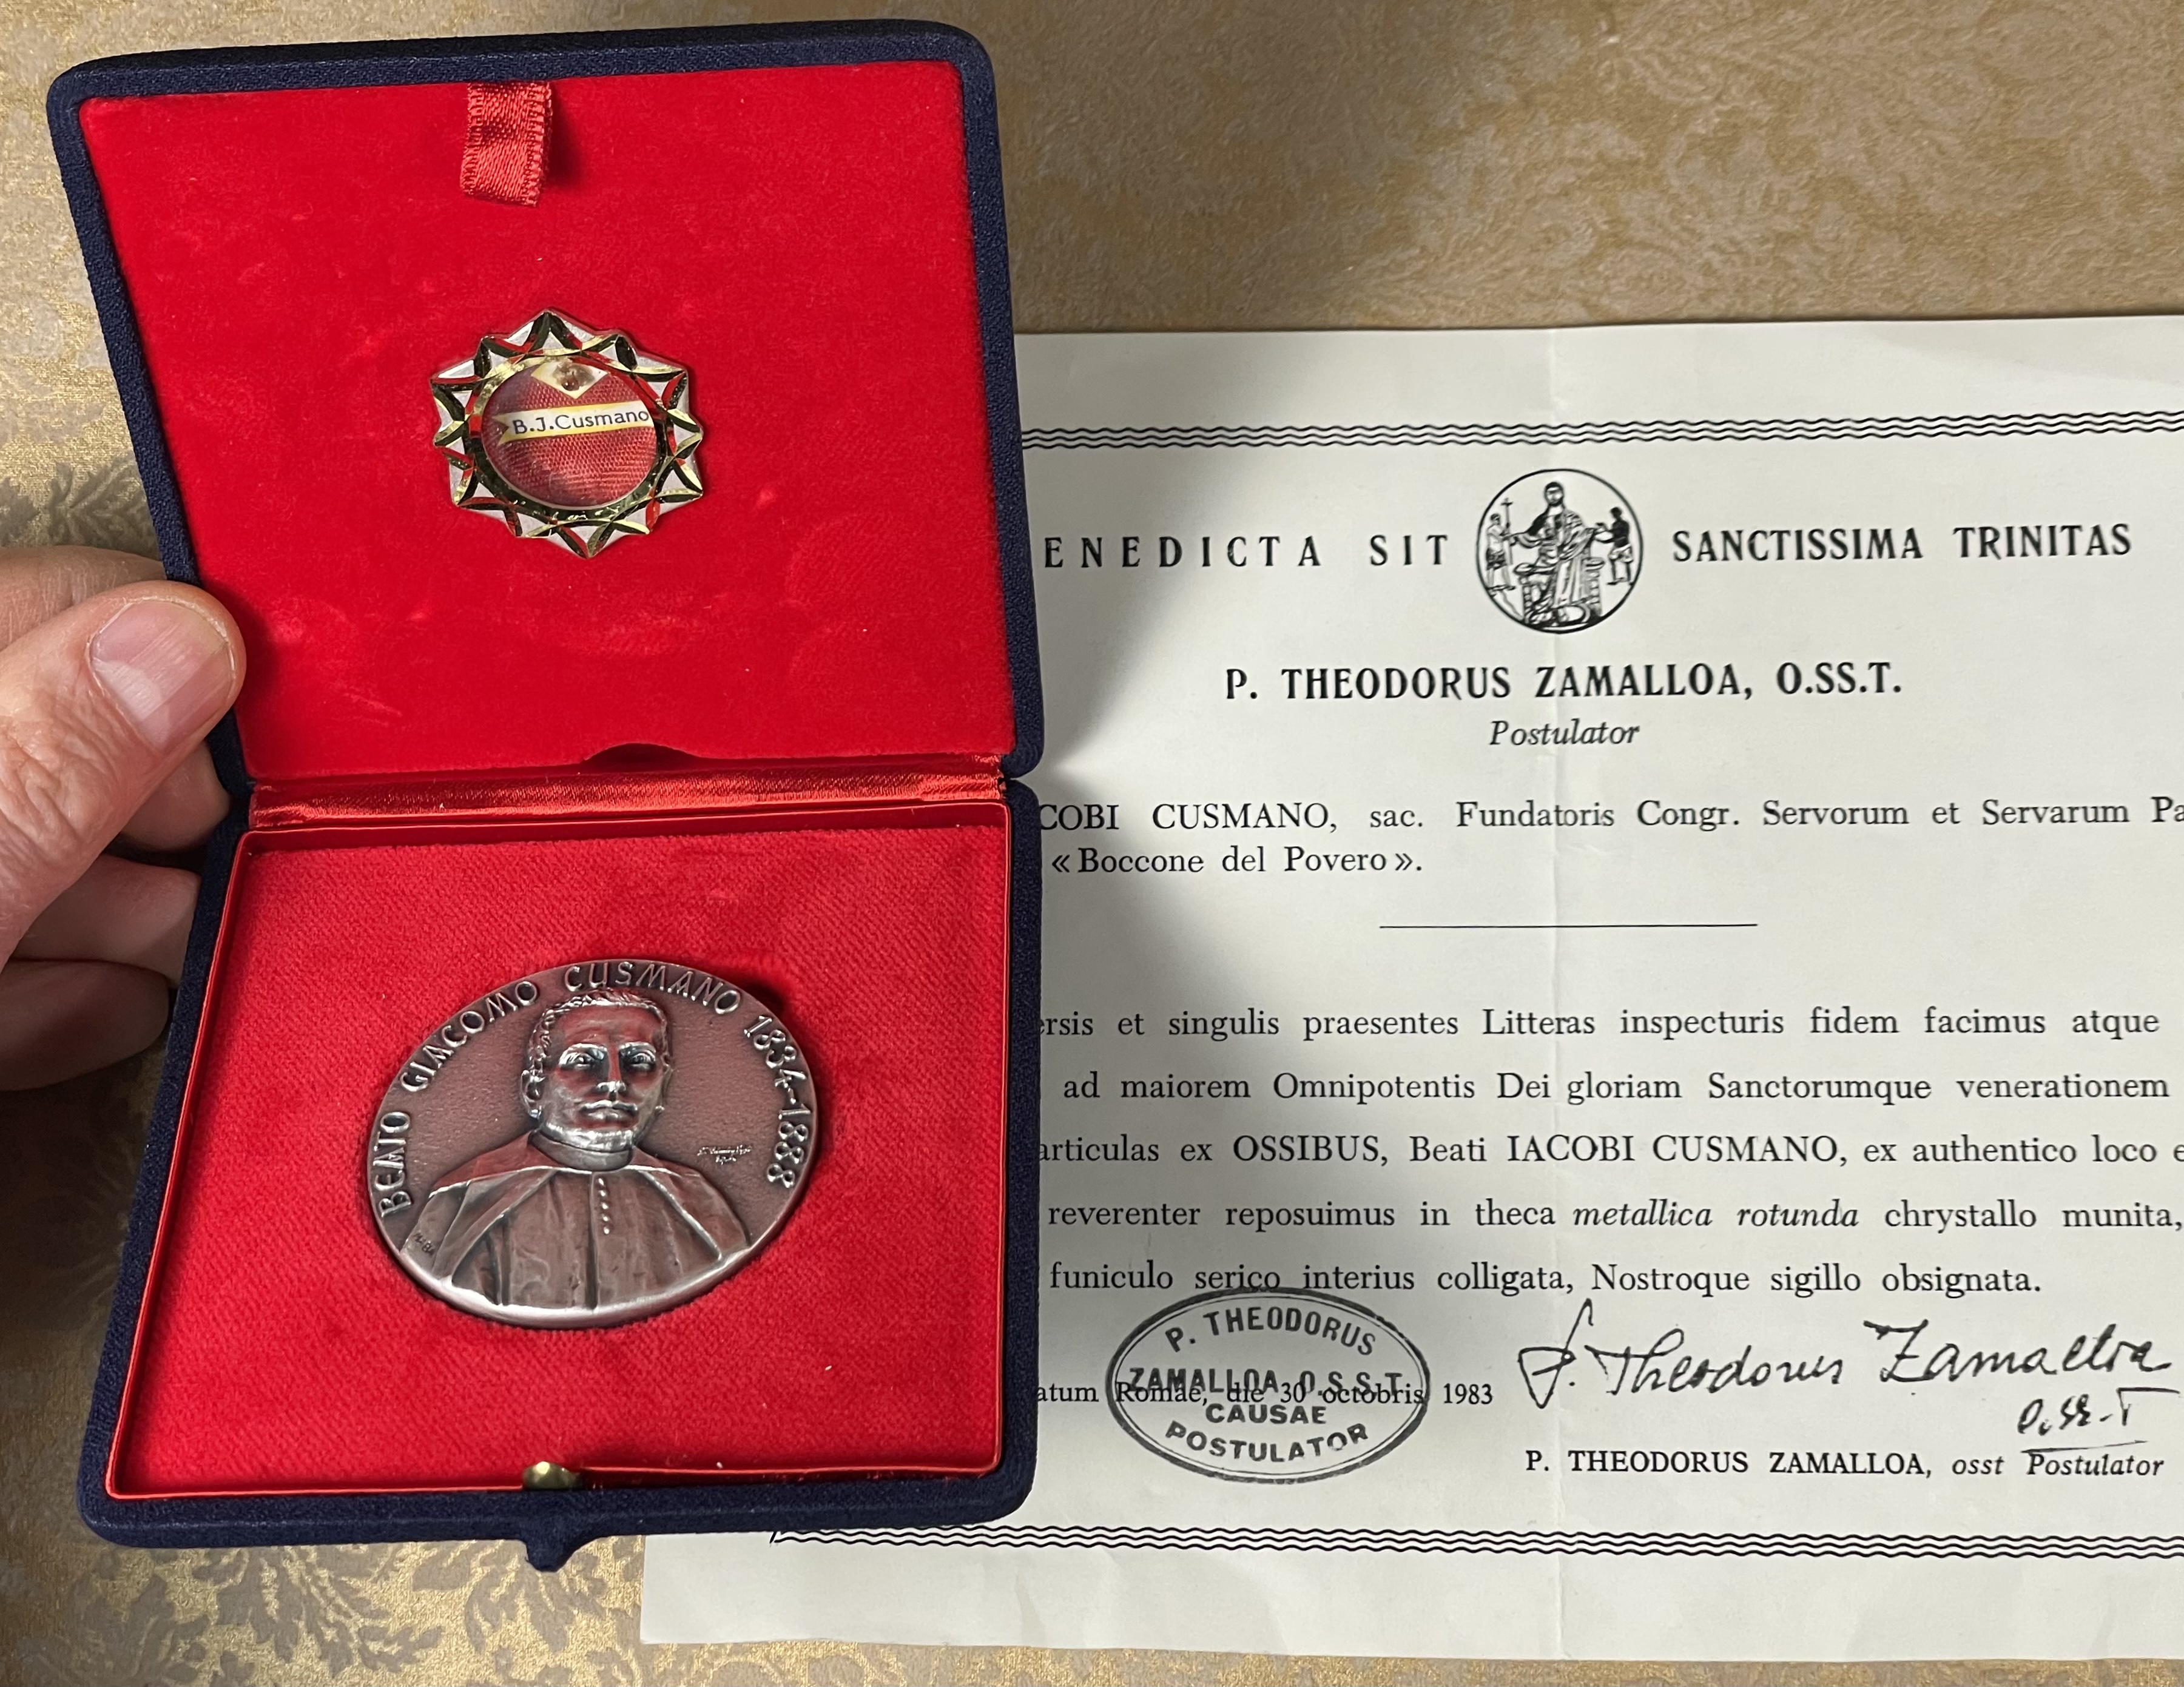 B.J.Cusmano
BEATO GIACOMO CUSMANO 1834-1888
ENEDICTA SIT SANCTISSIMA TRINITAS
P. THEODORUS ZAMALLOA, O.SS.T.
Postulator
COBI CUSMANO, sac. Fundatoris Congr. Servorum et Servarum Pa
« Boccone del Povero ».
ersis et singulis praesentes Litteras inspecturis fidem facimus atque
ad maiorem Omnipotentis Dei gloriam Sanctorumque venerationem
articulas ex OSSIBUS, Beati IACOBI CUSMANO, ex authentico loco e
reverenter reposuimus in theca metallica rotunda chrystallo munita,
funiculo serico interius colligata, Nostroque sigillo obsignata.
P. THEODORUS
ZAMALLOA O.S.S.T.
CAUSAE
POSTULATOR
atum Romae, die 30 octobris 1983
P. Theodorus Zamalloa
O.SS.T
P. THEODORUS ZAMALLOA, osst Postulator